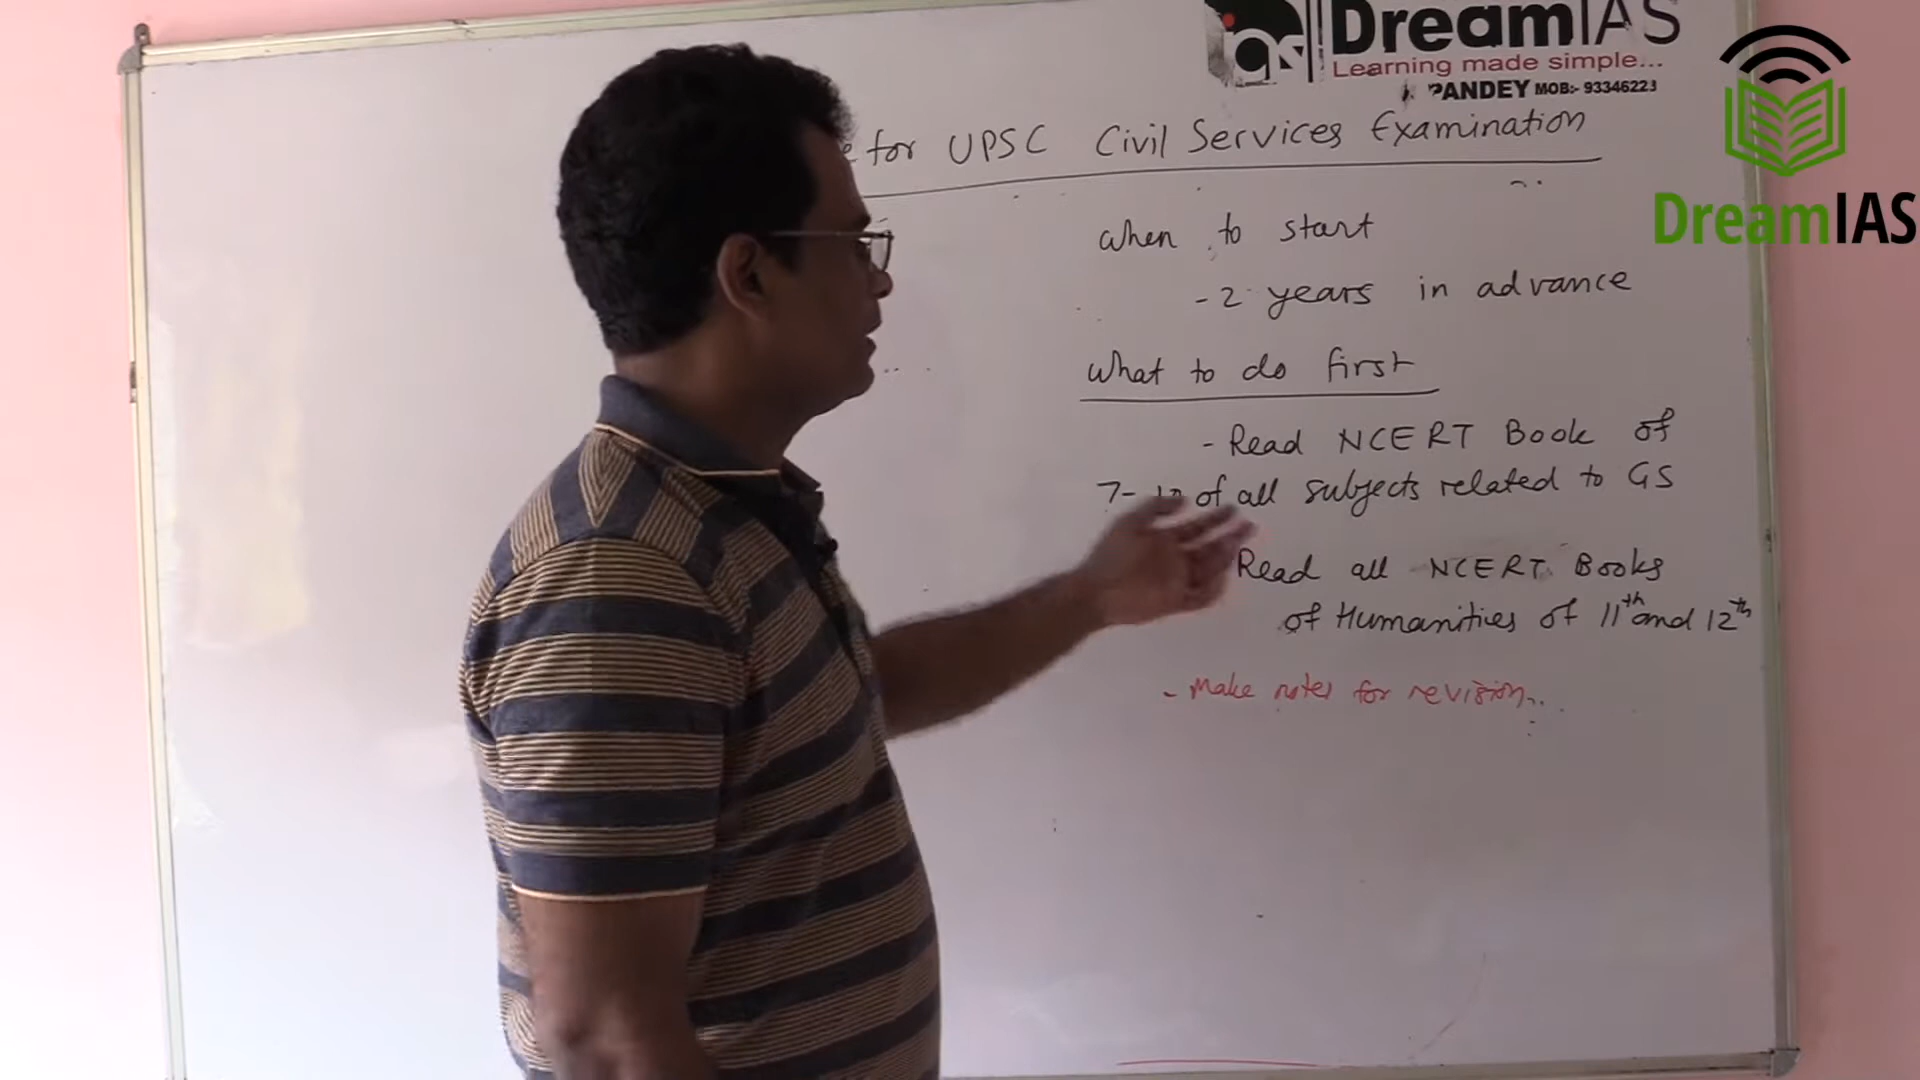 DreamIAS
Learning made simple...
PANDEY MOB:- 9334622
DreamIAS
for UPSC Civil Services Examination
when to start
- 2 years in advance
What to do first
- Read NCERT Book of
7- of all subjects related to GS
Read all NCERT Books
of Humanities of 11th and 12th
- Make notes for revision..